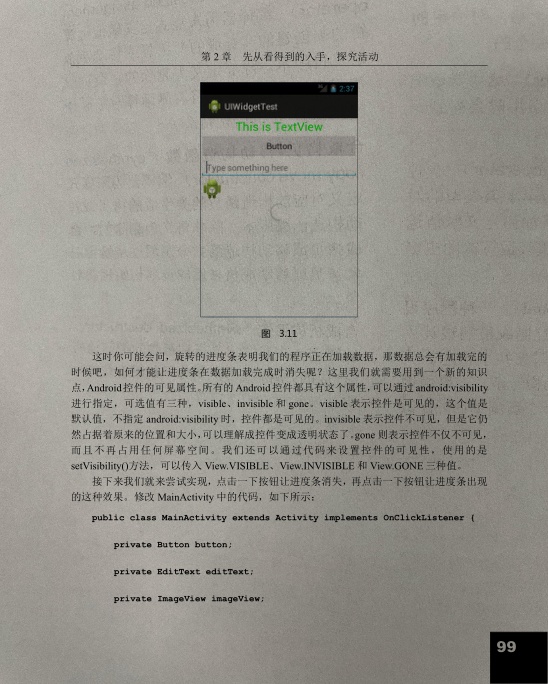 第 2 章 先从看得到的入手，探究活动
2:37
UIWidgetTest
This is TextView
Button
Type something here
图 3.11
这时你可能会问，旋转的进度条表明我们的程序正在加载数据，那数据总会有加载完的
时候吧，如何才能让进度条在数据加载完成时消失呢？这里我们就需要用到一个新的知识
点，Android 控件的可见属性。所有的 Android 控件都具有这个属性，可以通过 android:visibility
进行指定，可选值有三种，visible、invisible 和 gone。visible 表示控件是可见的，这个值是
默认值，不指定 android:visibility 时，控件都是可见的。invisible 表示控件不可见，但是它仍
然占据着原来的位置和大小，可以理解成控件变成透明状态了。gone 则表示控件不仅不可见，
而且不再占用任何屏幕空间。我们还可以通过代码来设置控件的可见性，使用的是
setVisibility()方法，可以传入 View.VISIBLE、View.INVISIBLE 和 View.GONE 三种值。
接下来我们就来尝试实现，点击一下按钮让进度条消失，再点击一下按钮让进度条出现
的这种效果。修改 MainActivity 中的代码，如下所示：
public class MainActivity extends Activity implements OnClickListener {
private Button button;
private EditText editText;
private ImageView imageView;
99